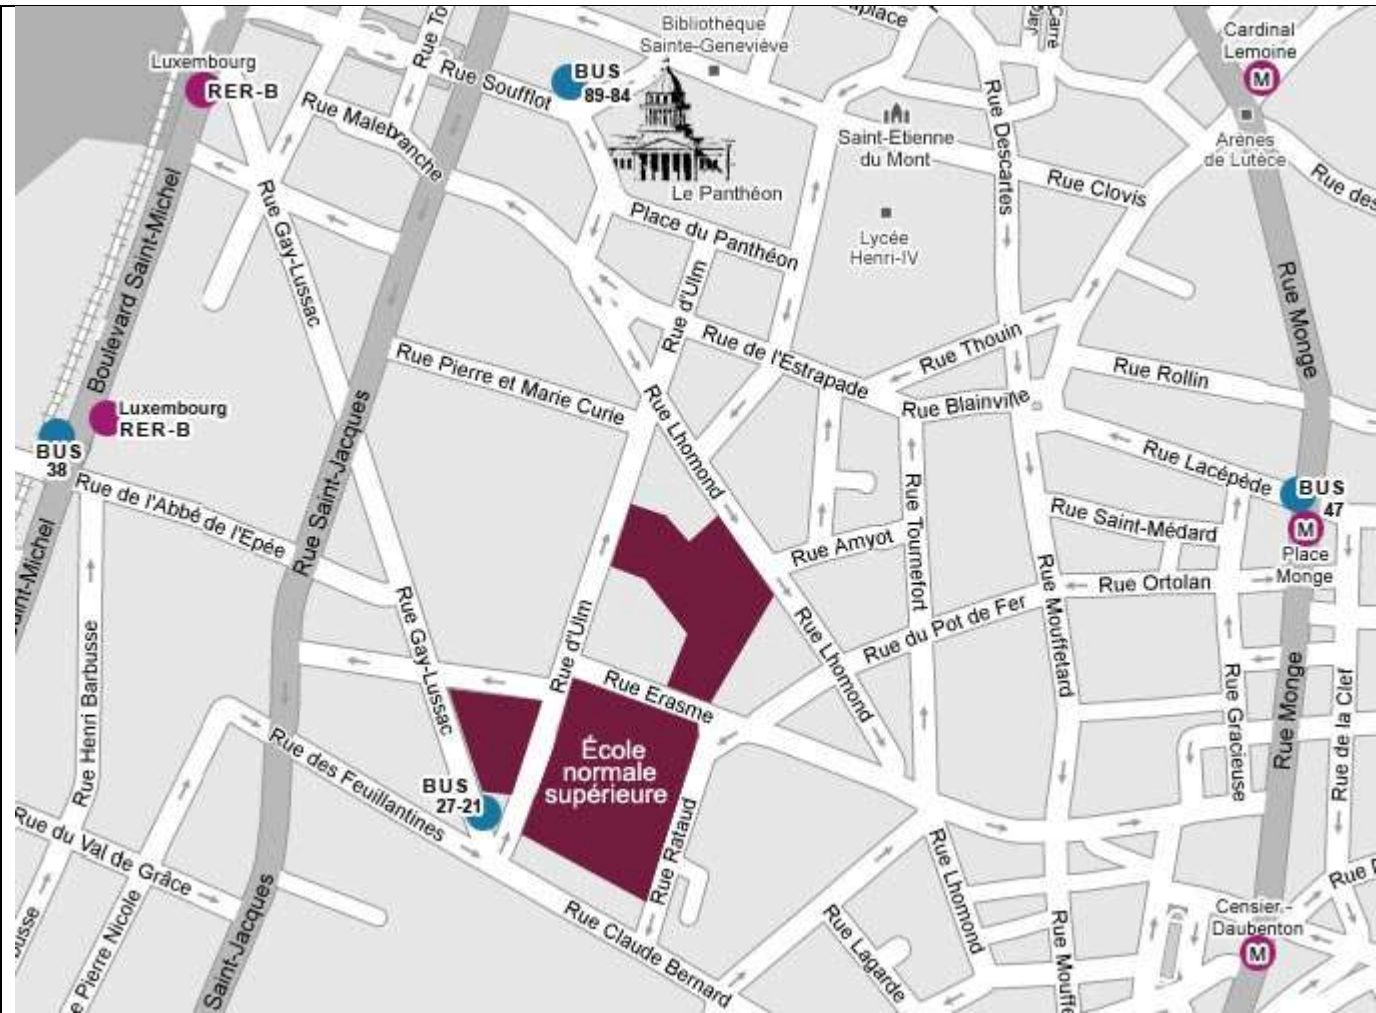 Bibliothèque
Sainte-Geneviève
Cardinal
Lemoine
M
Luxembourg
RER-B
Rue Soufflot
BUS
89-84
Rue Malebranche
Saint-Etienne
du Mont
Rue Descartes
Arènes
de Lutèce
Rue des
Le Panthéon
Rue Clovis
Place du Panthéon
Lycée
Henri-IV
Rue Gay-Lussac
Boulevard Saint-Michel
Rue d'Ulm
Rue Monge
Rue de l'Estrapade
Rue Thouin
Rue Pierre et Marie Curie
Rue Rollin
Rue Blainville
Luxembourg
RER-B
BUS
38
Rue Lhomond
Rue Saint-Jacques
Rue Lacépède
BUS
47
M
Place
Monge
Rue de l'Abbé de l'Epée
Rue Saint-Médard
Rue Amyot
Rue Tournefort
Rue Ortolan
Rue Mouffetard
Rue du Pot de Fer
Rue Lhomond
Rue d'Ulm
Rue Gay-Lussac
Rue Henri Barbusse
Rue Erasme
Rue Gracieuse
Rue Monge
Rue de la Clef
École
normale
supérieure
Rue des Feuillantines
BUS
27-21
Rue Rataud
Rue du Val de Grâce
Rue Lhomond
Censier -
Daubenton
M
Rue Claude Bernard
Rue Lagarde
Rue Mouffe
Saint-Jacques
e Pierre Nicole
busse
int-Michel